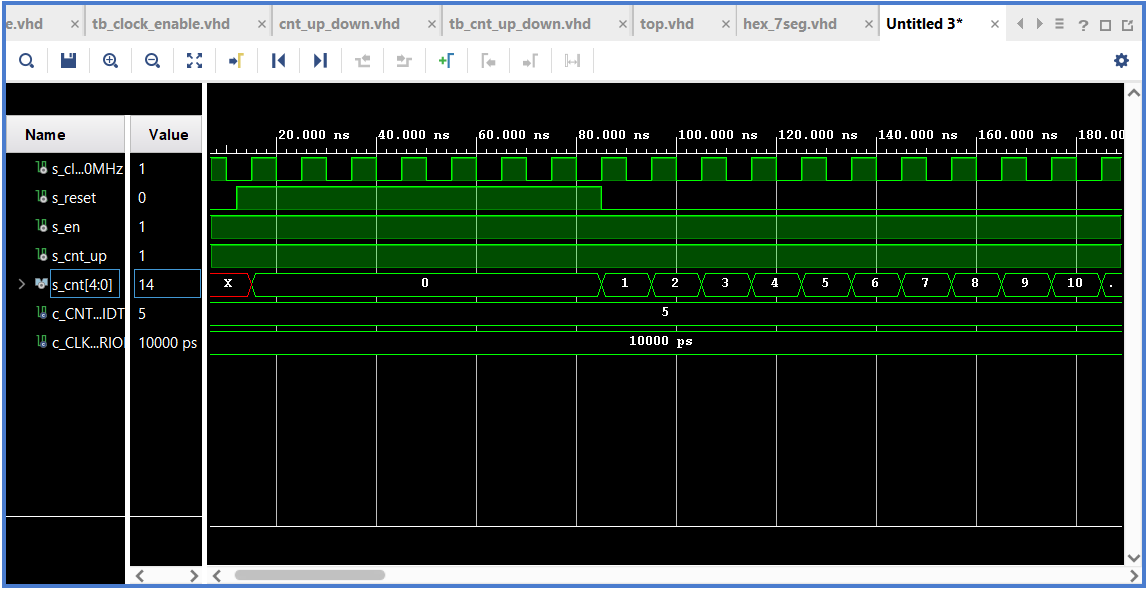 e.vhd tb_clock_enable.vhd cnt_up_down.vhd tb_cnt_up_down.vhd top.vhd hex_7seg.vhd Untitled 3*
Name Value
20.000 ns 40.000 ns 60.000 ns 80.000 ns 100.000 ns 120.000 ns 140.000 ns 160.000 ns 180.00
s_cl...0MHz 1
s_reset 0
s_en 1
s_cnt_up 1
s_cnt[4:0] 14 X 0 1 2 3 4 5 6 7 8 9 10 .
c_CNT...IDT 5 5
c_CLK...RIO 10000 ps 10000 ps